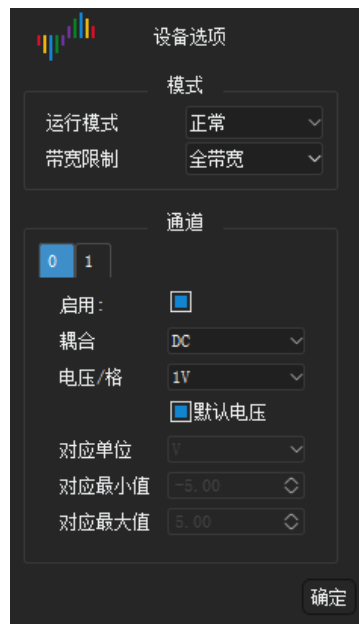 设备选项
模式
运行模式 正常
带宽限制 全带宽
通道
0 1
启用:
耦合 DC
电压/格 1V
默认电压
对应单位 V
对应最小值 -5.00
对应最大值 5.00
确定